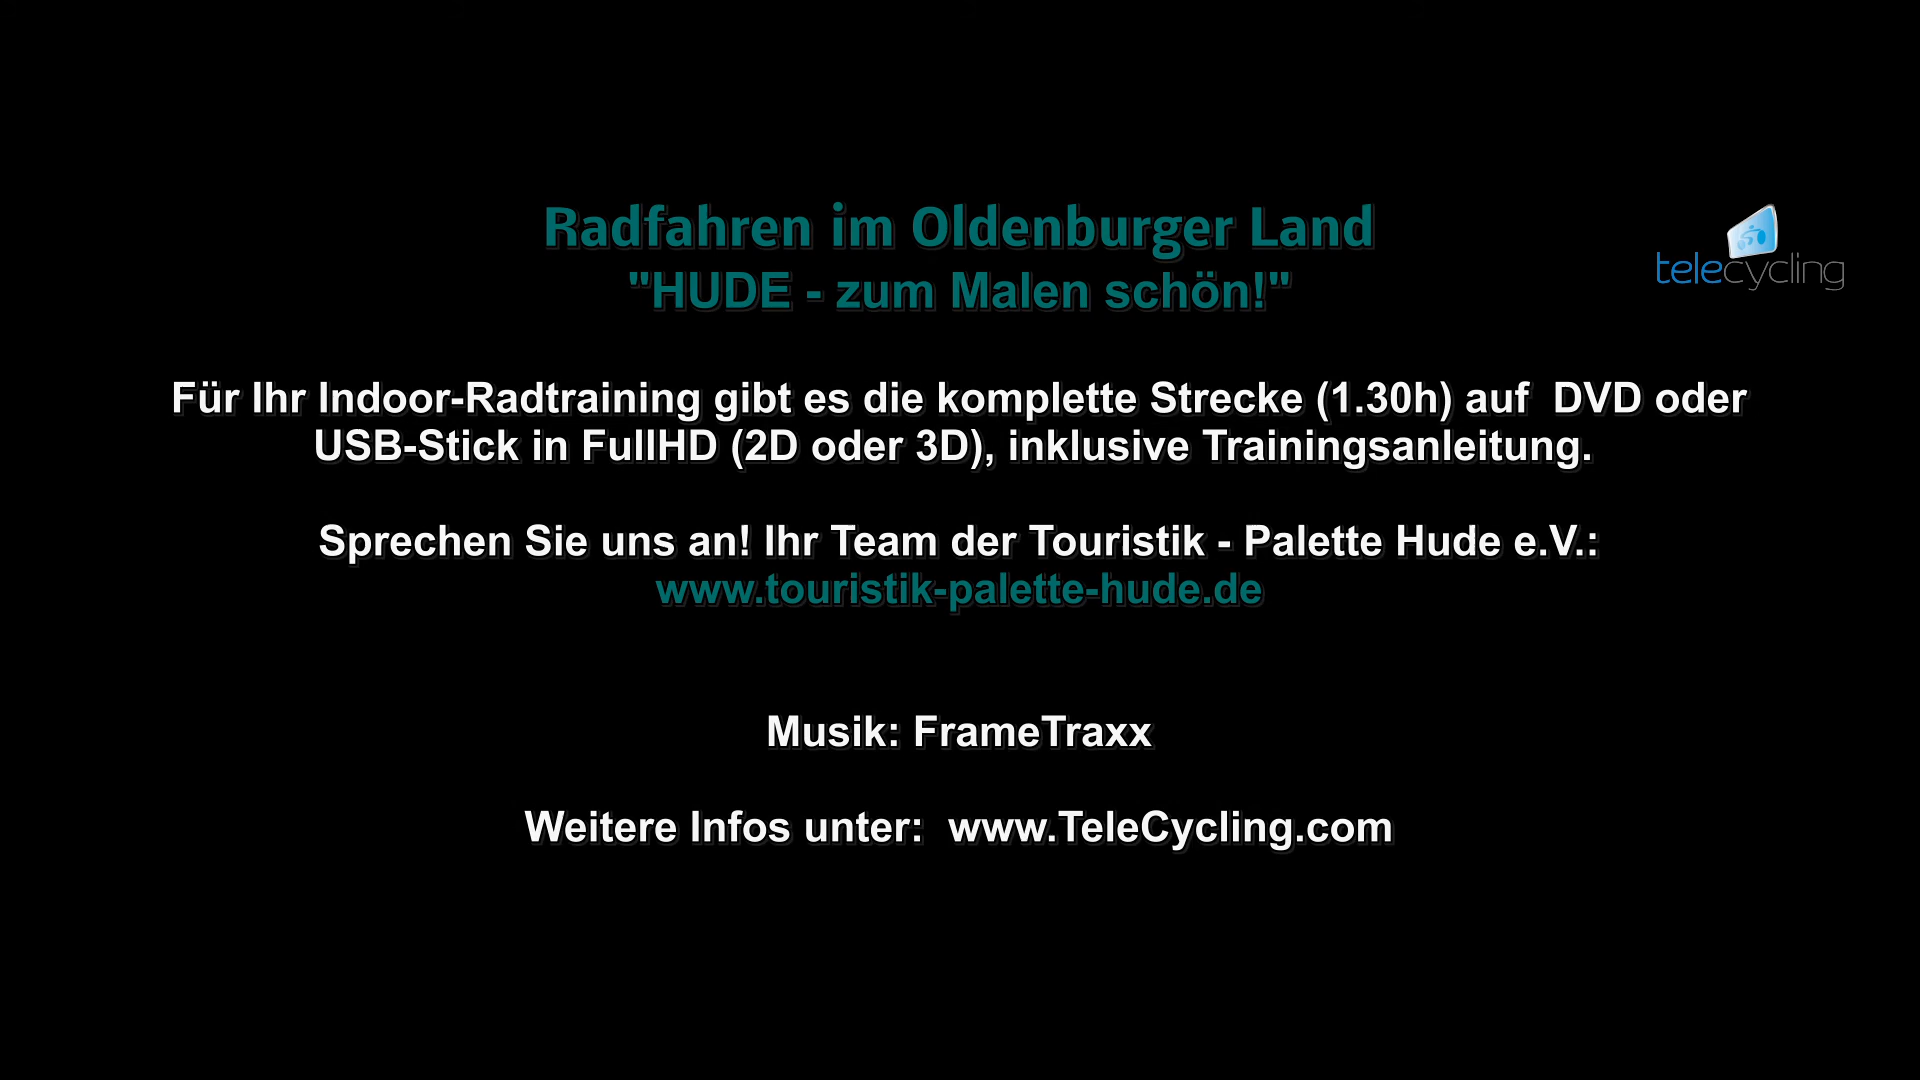 Radfahren im Oldenburger Land
"HUDE - zum Malen schön!"
telecycling
Für Ihr Indoor-Radtraining gibt es die komplette Strecke (1.30h) auf  DVD oder
USB-Stick in FullHD (2D oder 3D), inklusive Trainingsanleitung.
Sprechen Sie uns an! Ihr Team der Touristik - Palette Hude e.V.:
www.touristik-palette-hude.de
Musik: FrameTraxx
Weitere Infos unter:  www.TeleCycling.com